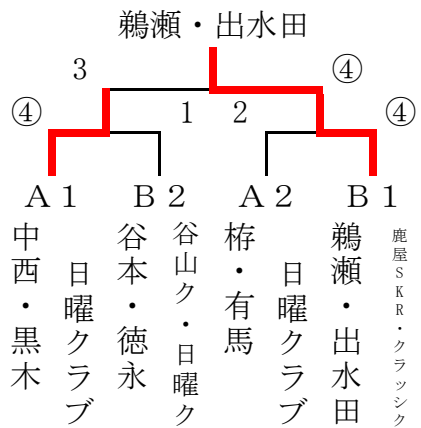 鵜瀬・出水田
3
④
④
1
2
④
A1
B2
A2
B1
中西・黒木
日曜クラブ
谷本・徳永
谷山ク・日曜ク
栫・有馬
日曜クラブ
鵜瀬・出水田
鹿屋SKR・クラッシク